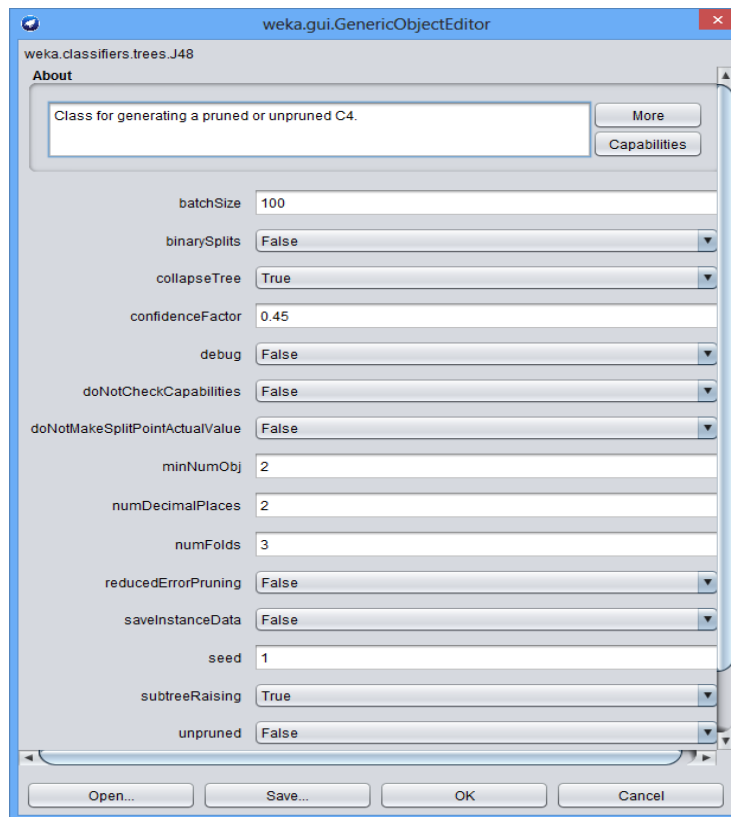 weka.gui.GenericObjectEditor
weka.classifiers.trees.J48
About
Class for generating a pruned or unpruned C4.
More
Capabilities
batchSize 100
binarySplits False
collapseTree True
confidenceFactor 0.45
debug False
doNotCheckCapabilities False
doNotMakeSplitPointActualValue False
minNumObj 2
numDecimalPlaces 2
numFolds 3
reducedErrorPruning False
saveInstanceData False
seed 1
subtreeRaising True
unpruned False
Open... Save... OK Cancel